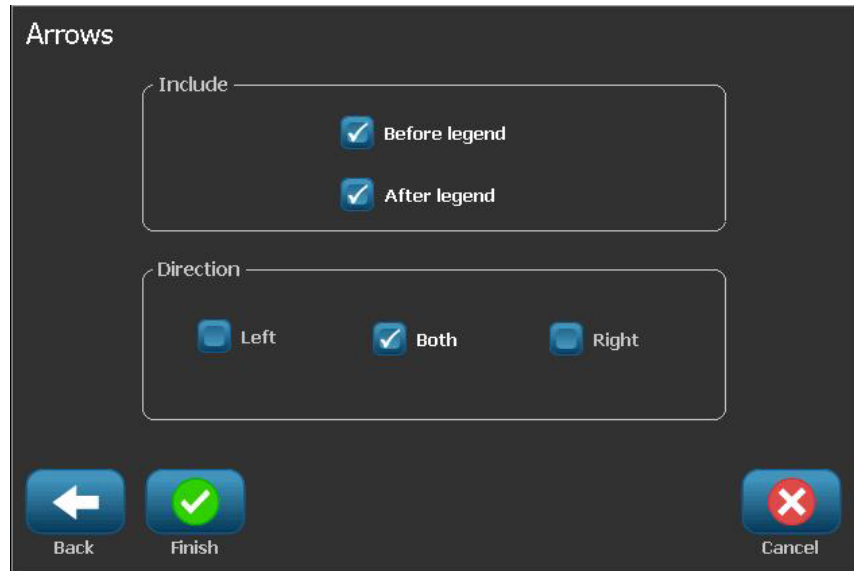 Arrows
Include
Before legend
After legend
Direction
Left Both Right
Back Finish Cancel